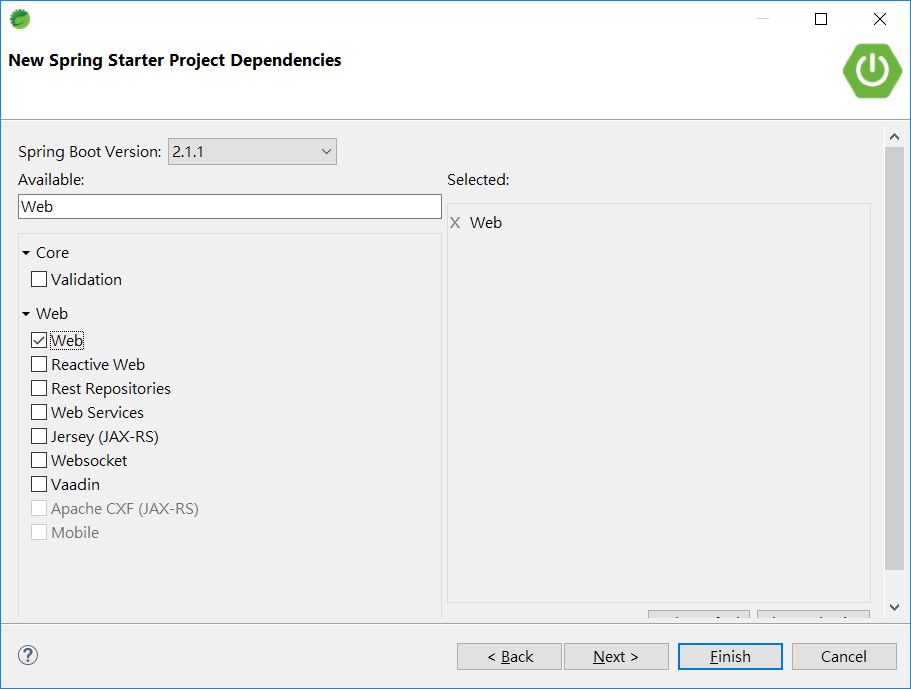 New Spring Starter Project Dependencies
Spring Boot Version: 2.1.1
Available:
Selected:
Web
X Web
Core
Validation
Web
Web
Reactive Web
Rest Repositories
Web Services
Jersey (JAX-RS)
Websocket
Vaadin
Apache CXF (JAX-RS)
Mobile
?
< Back
Next >
Finish
Cancel